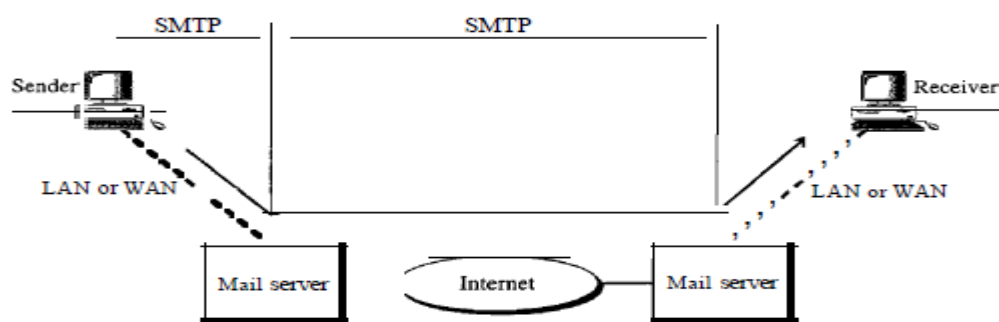 SMTP SMTP
Sender Receiver
LAN or WAN LAN or WAN
Mail server Internet Mail server